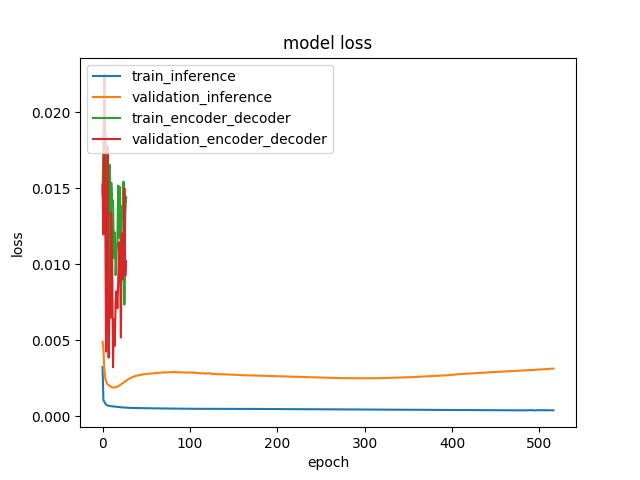 model loss
train_inference
validation_inference
train_encoder_decoder
validation_encoder_decoder
0.020
0.015
0.010
0.005
0.000
loss
0 100 200 300 400 500
epoch